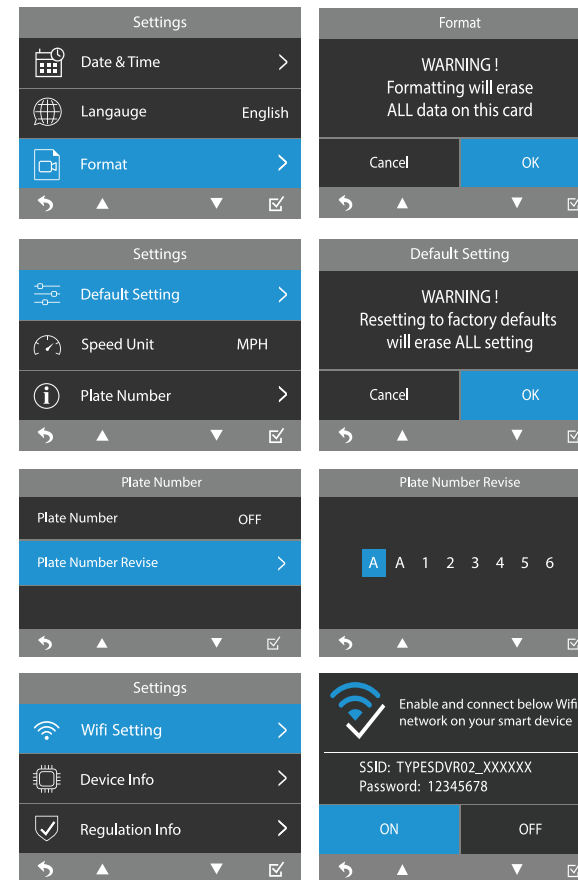 Settings
Date & Time
Langauge English
Format
Format
WARNING !
Formatting will erase
ALL data on this card
Cancel OK
Settings
Default Setting
Speed Unit MPH
Plate Number
Default Setting
WARNING !
Resetting to factory defaults
will erase ALL setting
Cancel OK
Plate Number
Plate Number OFF
Plate Number Revise
Plate Number Revise
A A 1 2 3 4 5 6
Settings
Wifi Setting
Device Info
Regulation Info
Enable and connect below Wifi
network on your smart device
SSID: TYPESDVR02_XXXXXX
Password: 12345678
ON OFF